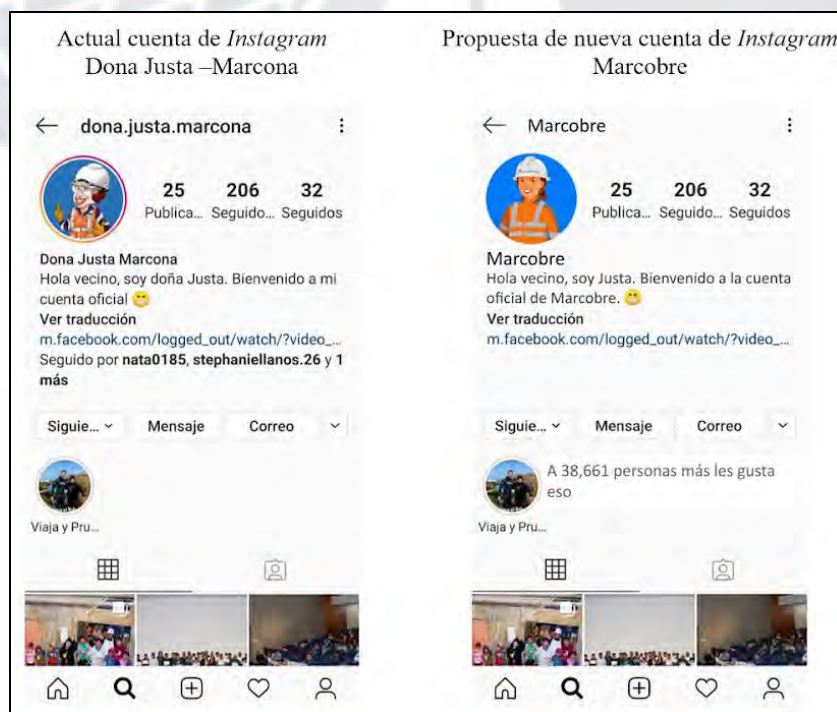 Actual cuenta de Instagram
Dona Justa –Marcona
dona.justa.marcona
25 206 32
Publica... Seguido... Seguidos
Dona Justa Marcona
Hola vecino, soy doña Justa. Bienvenido a mi
cuenta oficial 😁
Ver traducción
m.facebook.com/logged_out/watch/?video_...
Seguido por nata0185, stephaniellanos.26 y 1
más
Siguie... Mensaje Correo
Viaja y Pru...
Propuesta de nueva cuenta de Instagram
Marcobre
Marcobre
25 206 32
Publica... Seguido... Seguidos
Marcobre
Hola vecino, soy Justa. Bienvenido a la cuenta
oficial de Marcobre. 😁
Ver traducción
m.facebook.com/logged_out/watch/?video_...
Siguie... Mensaje Correo
A 38,661 personas más les gusta
eso
Viaja y Pru...